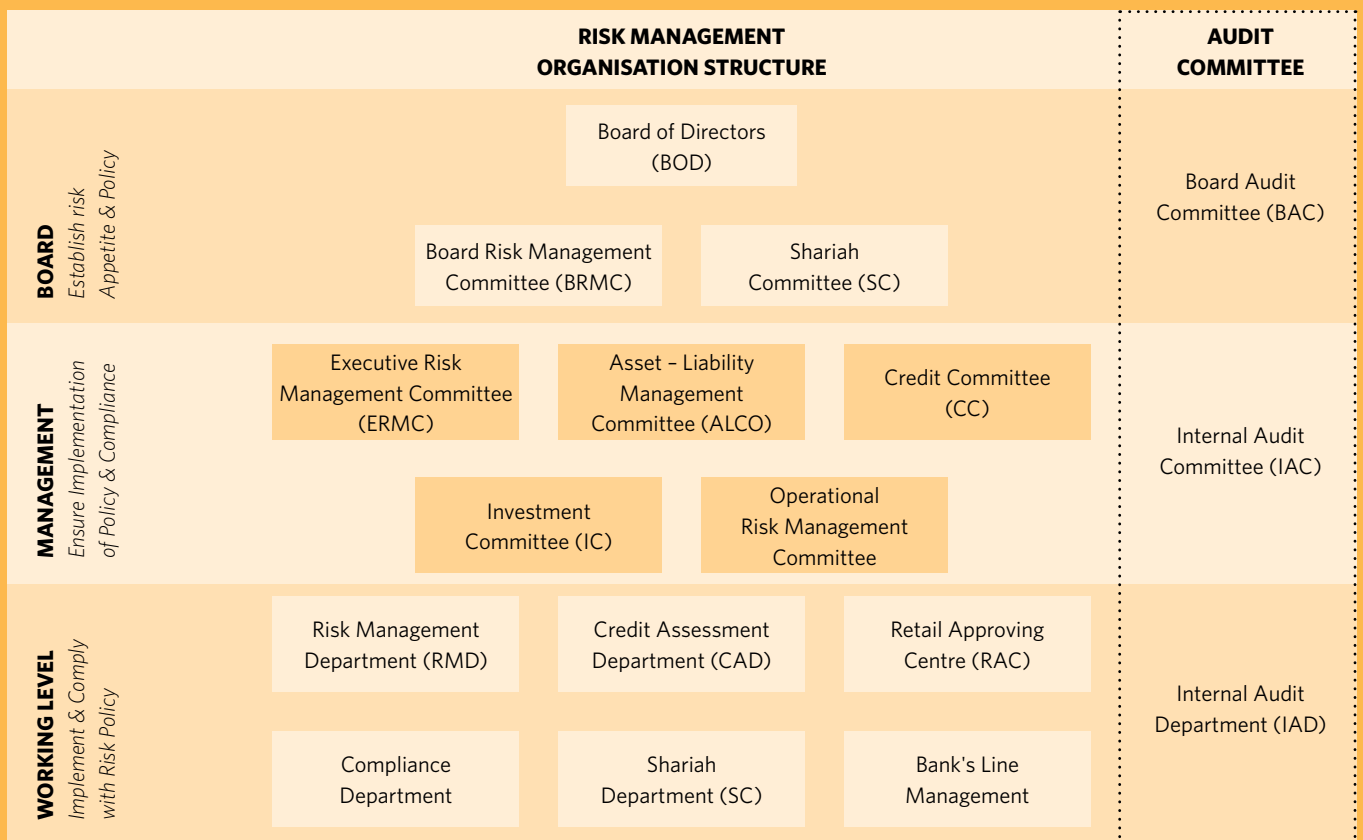 RISK MANAGEMENT
ORGANISATION STRUCTURE
AUDIT
COMMITTEE
BOARD
Establish risk
Appetite & Policy
Board of Directors
(BOD)
Board Risk Management
Committee (BRMC)
Shariah
Committee (SC)
Board Audit
Committee (BAC)
MANAGEMENT
Ensure Implementation
of Policy & Compliance
Executive Risk
Management Committee
(ERMC)
Asset – Liability
Management
Committee (ALCO)
Credit Committee
(CC)
Investment
Committee (IC)
Operational
Risk Management
Committee
Internal Audit
Committee (IAC)
WORKING LEVEL
Implement & Comply
with Risk Policy
Risk Management
Department (RMD)
Credit Assessment
Department (CAD)
Retail Approving
Centre (RAC)
Compliance
Department
Shariah
Department (SC)
Bank's Line
Management
Internal Audit
Department (IAD)